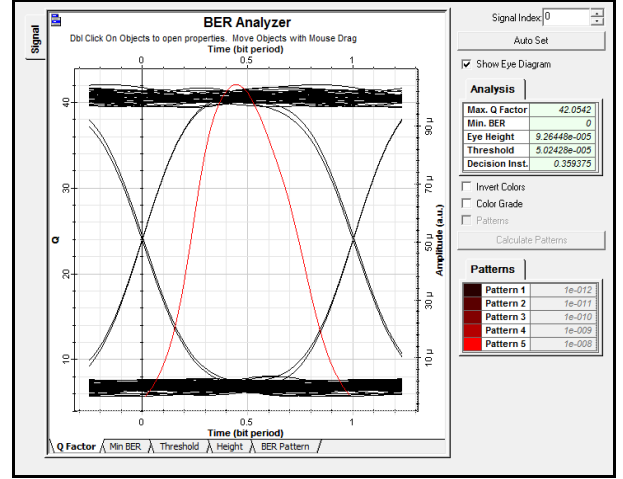 Signal
BER Analyzer
Dbl Click On Objects to open properties. Move Objects with Mouse Drag
Time (bit period)
0 0.5 1
Q
40
30
20
10
Amplitude (a.u.)
90 µ
70 µ
50 µ
30 µ
10 µ
0 0.5 1
Time (bit period)
Q Factor Min BER Threshold Height BER Pattern
Signal Index: 0
Auto Set
Show Eye Diagram
Analysis
Max. Q Factor 42.0542
Min. BER 0
Eye Height 9.26448e-005
Threshold 5.02428e-005
Decision Inst. 0.359375
Invert Colors
Color Grade
Patterns
Calculate Patterns
Patterns
Pattern 1 1e-012
Pattern 2 1e-011
Pattern 3 1e-010
Pattern 4 1e-009
Pattern 5 1e-008